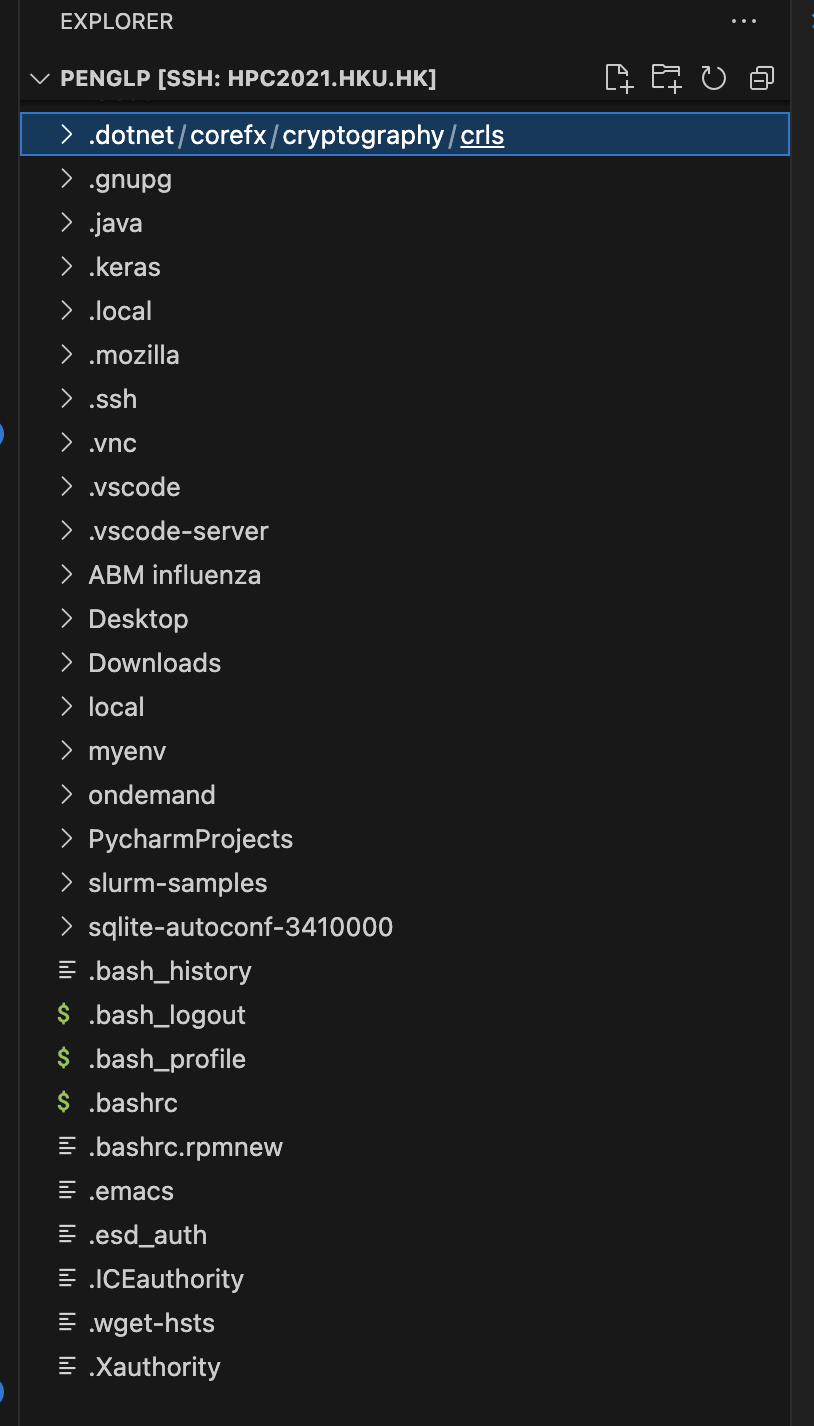 EXPLORER
PENGLP [SSH: HPC2021.HKU.HK]
.dotnet/corefx/cryptography/crls
.gnupg
.java
.keras
.local
.mozilla
.ssh
.vnc
.vscode
.vscode-server
ABM influenza
Desktop
Downloads
local
myenv
ondemand
PycharmProjects
slurm-samples
sqlite-autoconf-3410000
.bash_history
$ .bash_logout
$ .bash_profile
$ .bashrc
.bashrc.rpmnew
.emacs
.esd_auth
.ICEauthority
.wget-hsts
.Xauthority